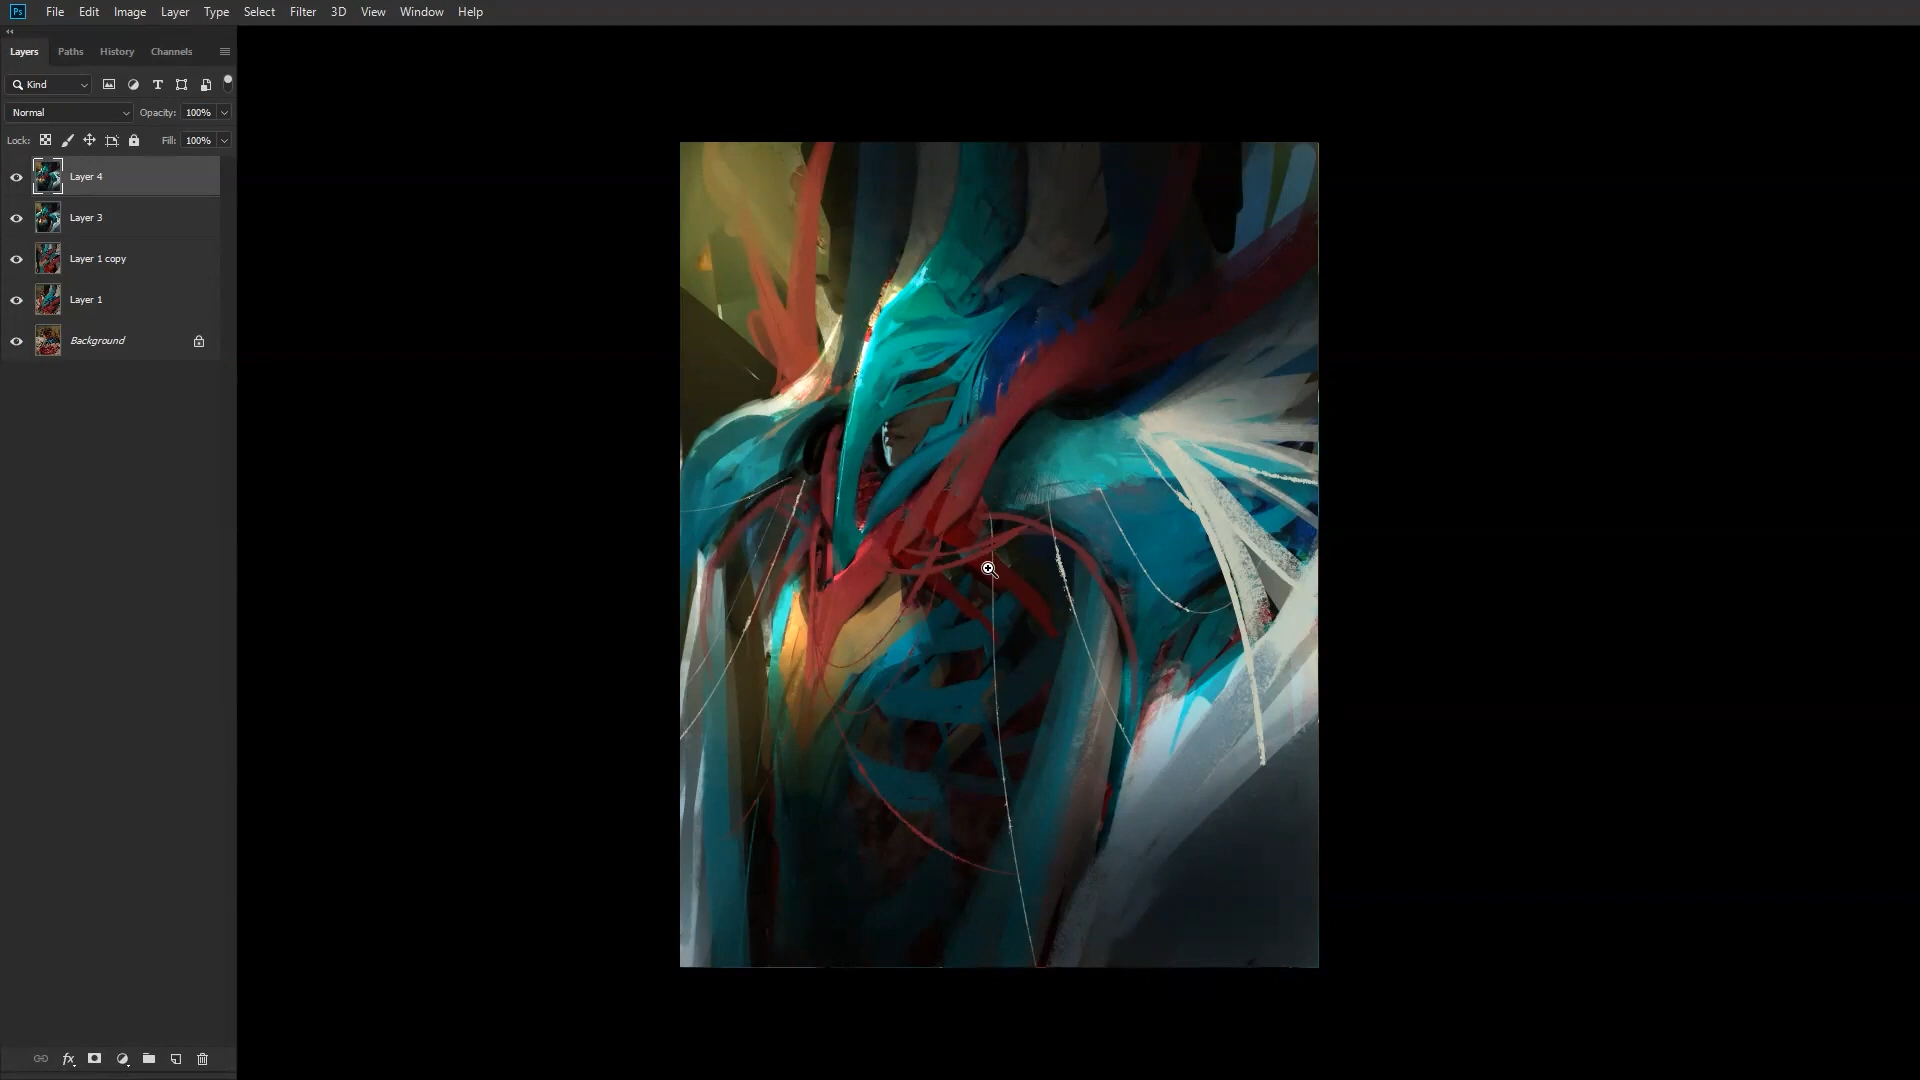 Ps File Edit Image Layer Type Select Filter 3D View Window Help
Layers Paths History Channels
Kind
Normal Opacity: 100%
Lock: Fill: 100%
Layer 4
Layer 3
Layer 1 copy
Layer 1
Background
fx